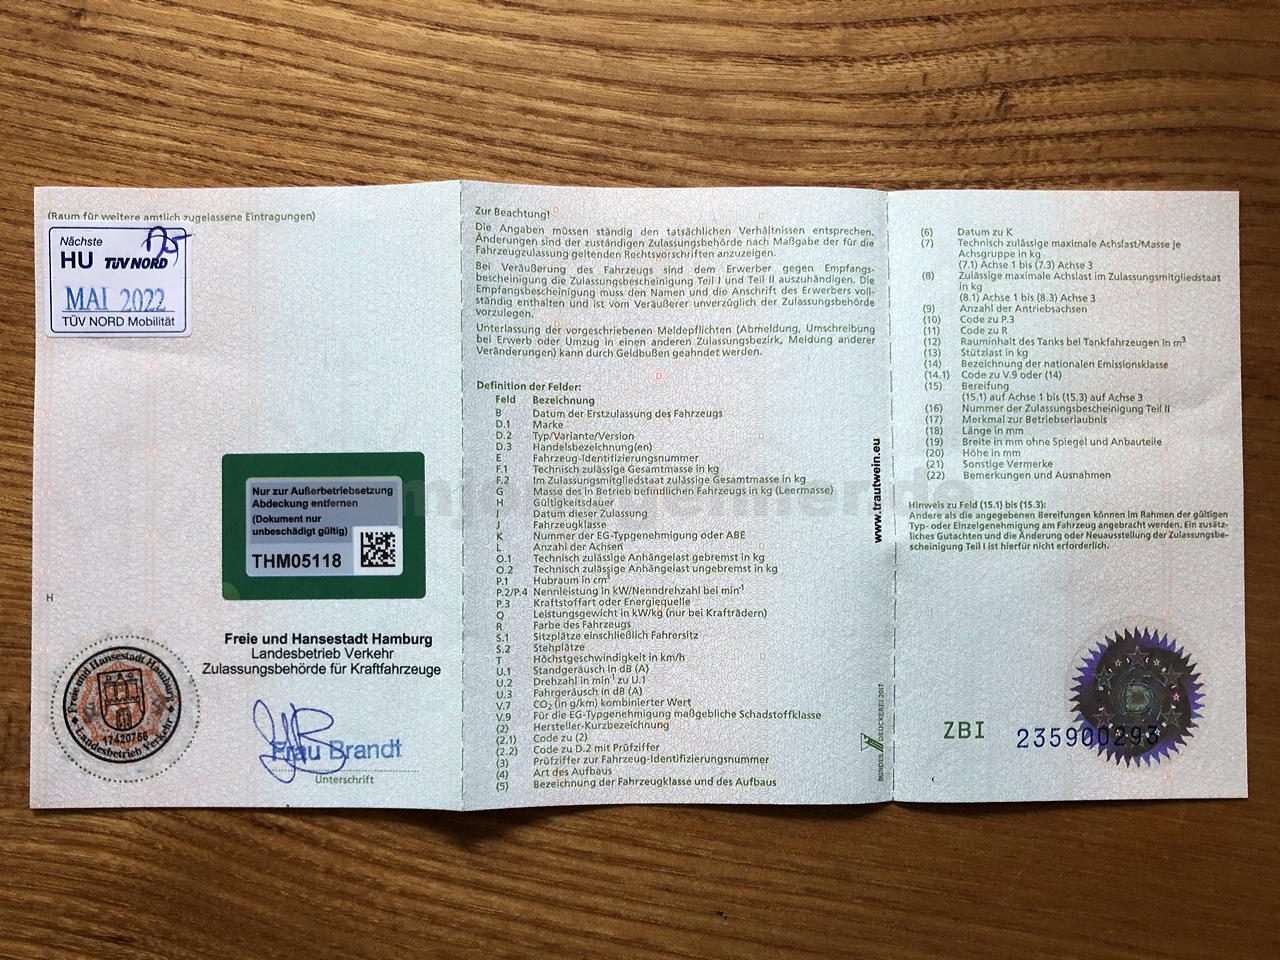 (Raum für weitere amtlich zugelassene Eintragungen)
Nächste
HU TÜV NORD
MAI 2022
TÜV NORD Mobilität
Nur zur Außerbetriebsetzung
Abdeckung entfernen
(Dokument nur
unbeschädigt gültig)
THM05118
H
Freie und Hansestadt Hamburg
Landesbetrieb Verkehr
Zulassungsbehörde für Kraftfahrzeuge
Freie und Hansestadt Hamburg
Landesbetrieb Verkehr
Frau Brandt
Unterschrift
Zur Beachtung!
Die Angaben müssen ständig den tatsächlichen Verhältnissen entsprechen.
Änderungen sind der zuständigen Zulassungsbehörde nach Maßgabe der für die
Fahrzeugzulassung geltenden Rechtsvorschriften anzuzeigen.
Bei Veräußerung des Fahrzeugs sind dem Erwerber gegen Empfangs-
bescheinigung die Zulassungsbescheinigung Teil I und Teil II auszuhändigen. Die
Empfangsbescheinigung muss den Namen und die Anschrift des Erwerbers voll-
ständig enthalten und ist vom Veräußerer unverzüglich der Zulassungsbehörde
vorzulegen.
Unterlassung der vorgeschriebenen Meldepflichten (Abmeldung, Umschreibung
bei Erwerb oder Umzug in einen anderen Zulassungsbezirk, Meldung anderer
Veränderungen) kann durch Geldbußen geahndet werden.
Definition der Felder:
Feld Bezeichnung
B Datum der Erstzulassung des Fahrzeugs
D.1 Marke
D.2 Typ/Variante/Version
D.3 Handelsbezeichnung(en)
E Fahrzeug-Identifizierungsnummer
F.1 Technisch zulässige Gesamtmasse in kg
F.2 Im Zulassungsmitgliedstaat zulässige Gesamtmasse in kg
G Masse des in Betrieb befindlichen Fahrzeugs in kg (Leermasse)
H Gültigkeitsdauer
I Datum dieser Zulassung
J Fahrzeugklasse
K Nummer der EG-Typgenehmigung oder ABE
L Anzahl der Achsen
O.1 Technisch zulässige Anhängelast gebremst in kg
O.2 Technisch zulässige Anhängelast ungebremst in kg
P.1 Hubraum in cm³
P.2/P.4 Nennleistung in kW/Nenndrehzahl bei min⁻¹
P.3 Kraftstoffart oder Energiequelle
Q Leistungsgewicht in kW/kg (nur bei Krafträdern)
R Farbe des Fahrzeugs
S.1 Sitzplätze einschließlich Fahrersitz
S.2 Stehplätze
T Höchstgeschwindigkeit in km/h
U.1 Standgeräusch in dB (A)
U.2 Drehzahl in min⁻¹ zu U.1
U.3 Fahrgeräusch in dB (A)
V.7 CO₂ (in g/km) kombinierter Wert
V.9 Für die EG-Typgenehmigung maßgebliche Schadstoffklasse
(2) Hersteller-Kurzbezeichnung
(2.1) Code zu (2)
(2.2) Code zu D.2 mit Prüfziffer
(3) Prüfziffer zur Fahrzeug-Identifizierungsnummer
(4) Art des Aufbaus
(5) Bezeichnung der Fahrzeugklasse und des Aufbaus
www.trautwein.eu
BUNDESDRUCKEREI 2017
(6) Datum zu K
(7) Technisch zulässige maximale Achslast/Masse je
Achsgruppe in kg
(7.1) Achse 1 bis (7.3) Achse 3
(8) Zulässige maximale Achslast im Zulassungsmitgliedstaat
in kg
(8.1) Achse 1 bis (8.3) Achse 3
(9) Anzahl der Antriebsachsen
(10) Code zu P.3
(11) Code zu R
(12) Rauminhalt des Tanks bei Tankfahrzeugen in m³
(13) Stützlast in kg
(14) Bezeichnung der nationalen Emissionsklasse
(14.1) Code zu V.9 oder (14)
(15) Bereifung
(15.1) auf Achse 1 bis (15.3) auf Achse 3
(16) Nummer der Zulassungsbescheinigung Teil II
(17) Merkmal zur Betriebserlaubnis
(18) Länge in mm
(19) Breite in mm ohne Spiegel und Anbauteile
(20) Höhe in mm
(21) Sonstige Vermerke
(22) Bemerkungen und Ausnahmen
Hinweis zu Feld (15.1) bis (15.3):
Andere als die angegebenen Bereifungen können im Rahmen der gültigen
Typ- oder Einzelgenehmigung am Fahrzeug angebracht werden. Ein zusätz-
liches Gutachten und die Änderung oder Neuausstellung der Zulassungsbe-
scheinigung Teil I ist hierfür nicht erforderlich.
ZBI 235900293